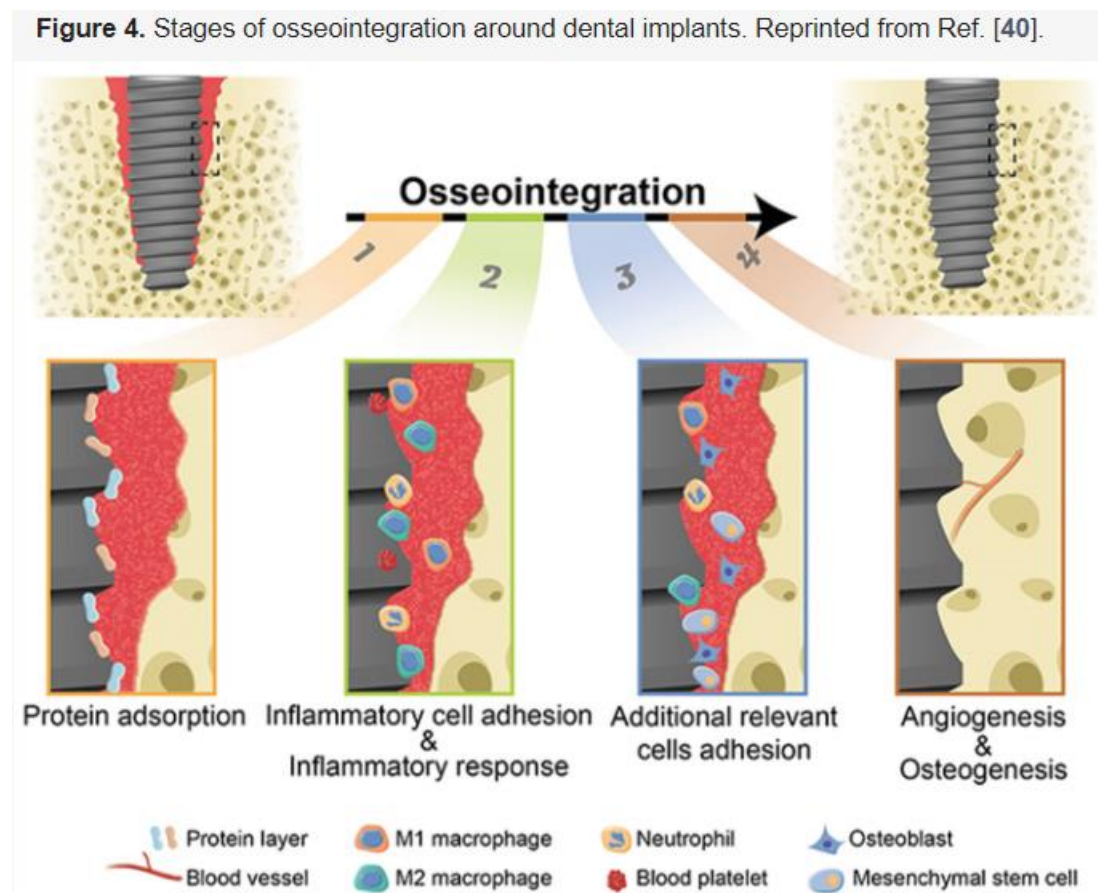 Figure 4. Stages of osseointegration around dental implants. Reprinted from Ref. [40].
Osseointegration
1
2
3
4
Protein adsorption
Inflammatory cell adhesion
&
Inflammatory response
Additional relevant
cells adhesion
Angiogenesis
&
Osteogenesis
Protein layer
M1 macrophage
Neutrophil
Osteoblast
Blood vessel
M2 macrophage
Blood platelet
Mesenchymal stem cell